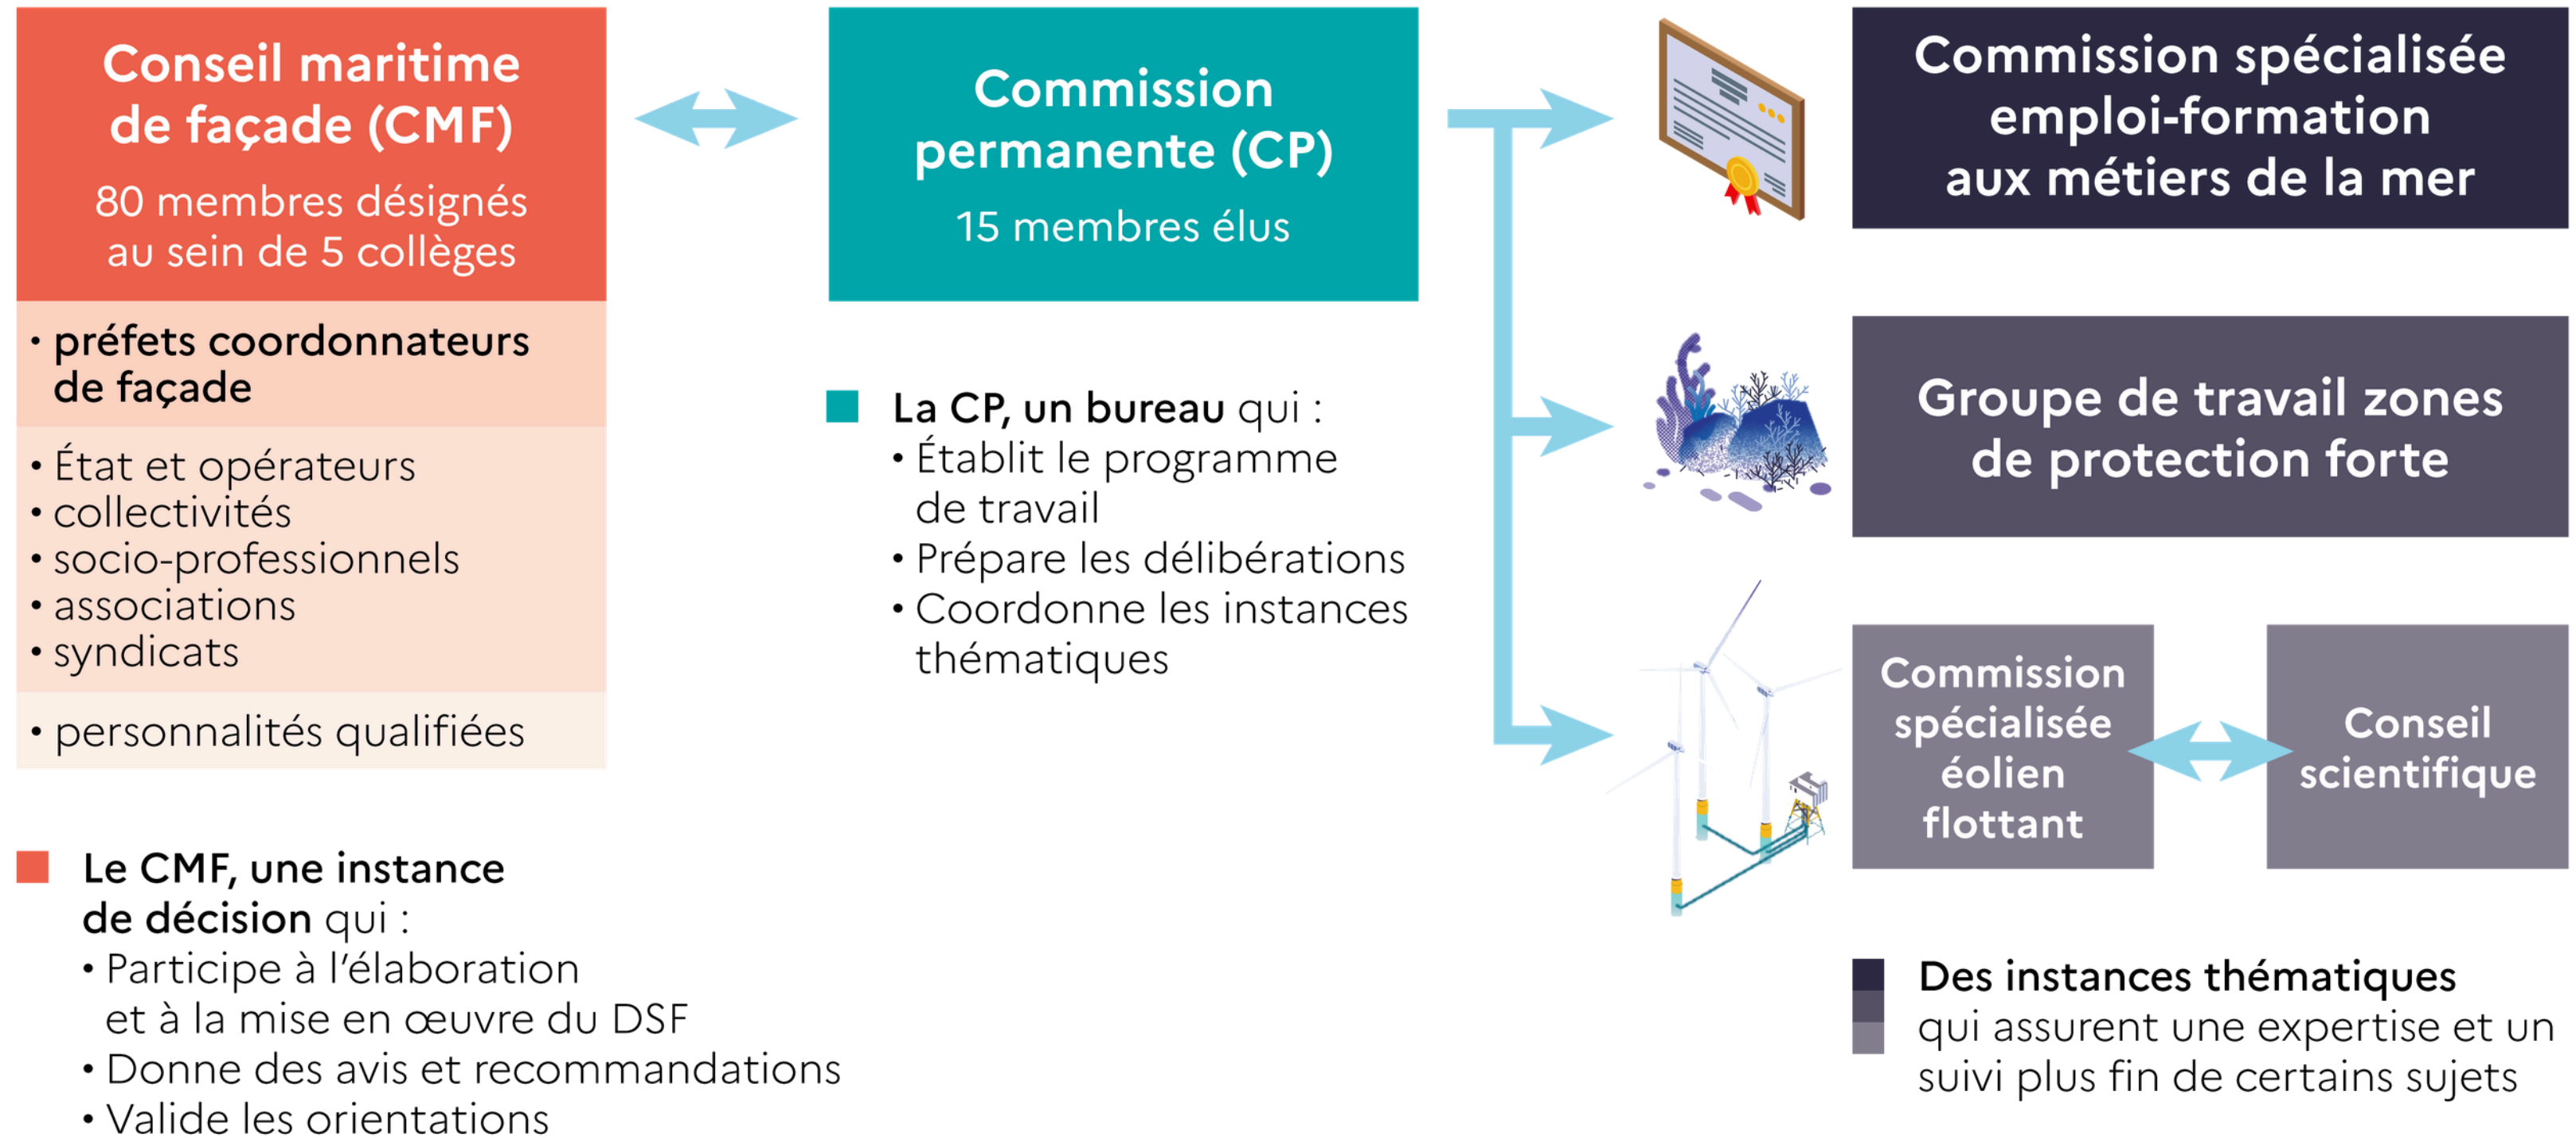 Conseil maritime
de façade (CMF)
80 membres désignés
au sein de 5 collèges
• préfets coordonnateurs
de façade
• État et opérateurs
• collectivités
• socio-professionnels
• associations
• syndicats
• personnalités qualifiées
Le CMF, une instance
de décision qui :
• Participe à l'élaboration
et à la mise en œuvre du DSF
• Donne des avis et recommandations
• Valide les orientations
Commission
permanente (CP)
15 membres élus
La CP, un bureau qui :
• Établit le programme
de travail
• Prépare les délibérations
• Coordonne les instances
thématiques
Commission spécialisée
emploi-formation
aux métiers de la mer
Groupe de travail zones
de protection forte
Commission
spécialisée
éolien
flottant
Conseil
scientifique
Des instances thématiques
qui assurent une expertise et un
suivi plus fin de certains sujets